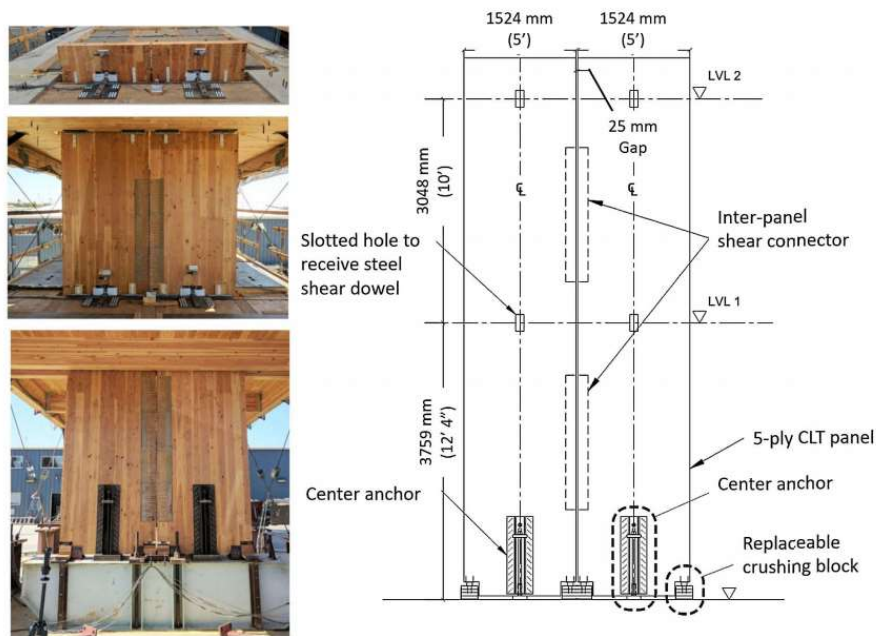 1524 mm
(5')
1524 mm
(5')
LVL 2
25 mm
Gap
3048 mm
(10')
℄
℄
Inter-panel
shear connector
Slotted hole to
receive steel
shear dowel
LVL 1
3759 mm
(12' 4")
5-ply CLT panel
Center anchor
Center anchor
Replaceable
crushing block